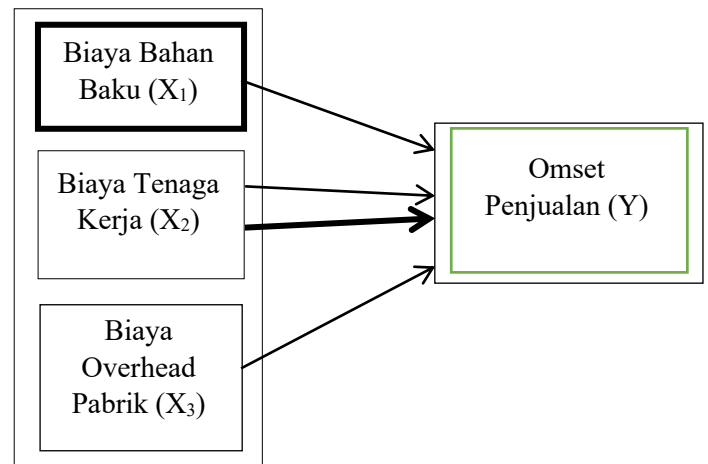 Biaya Bahan
Baku (X₁)
Biaya Tenaga
Kerja (X₂)
Biaya
Overhead
Pabrik (X₃)
Omset
Penjualan (Y)